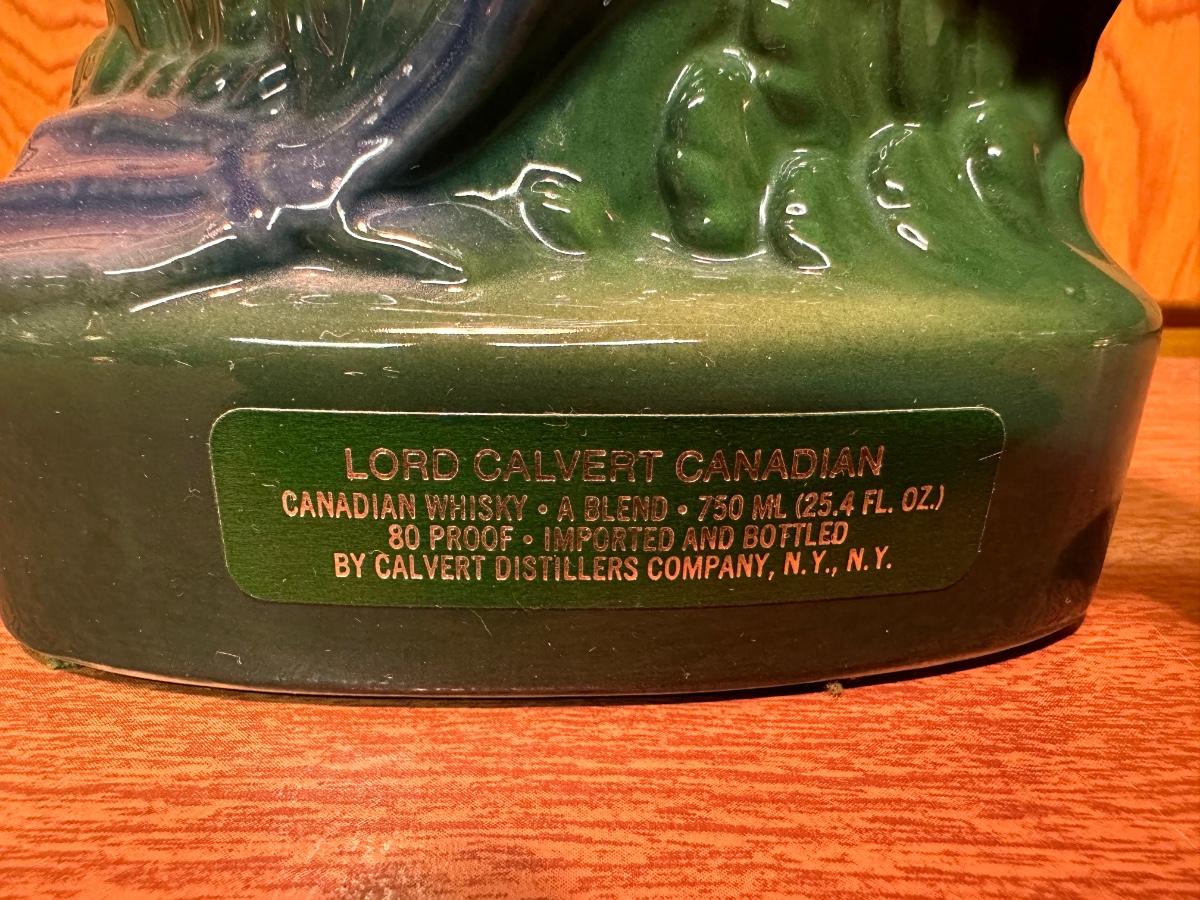 LORD CALVERT CANADIAN
CANADIAN WHISKY • A BLEND • 750 ML (25.4 FL. OZ.)
80 PROOF • IMPORTED AND BOTTLED
BY CALVERT DISTILLERS COMPANY, N.Y., N.Y.